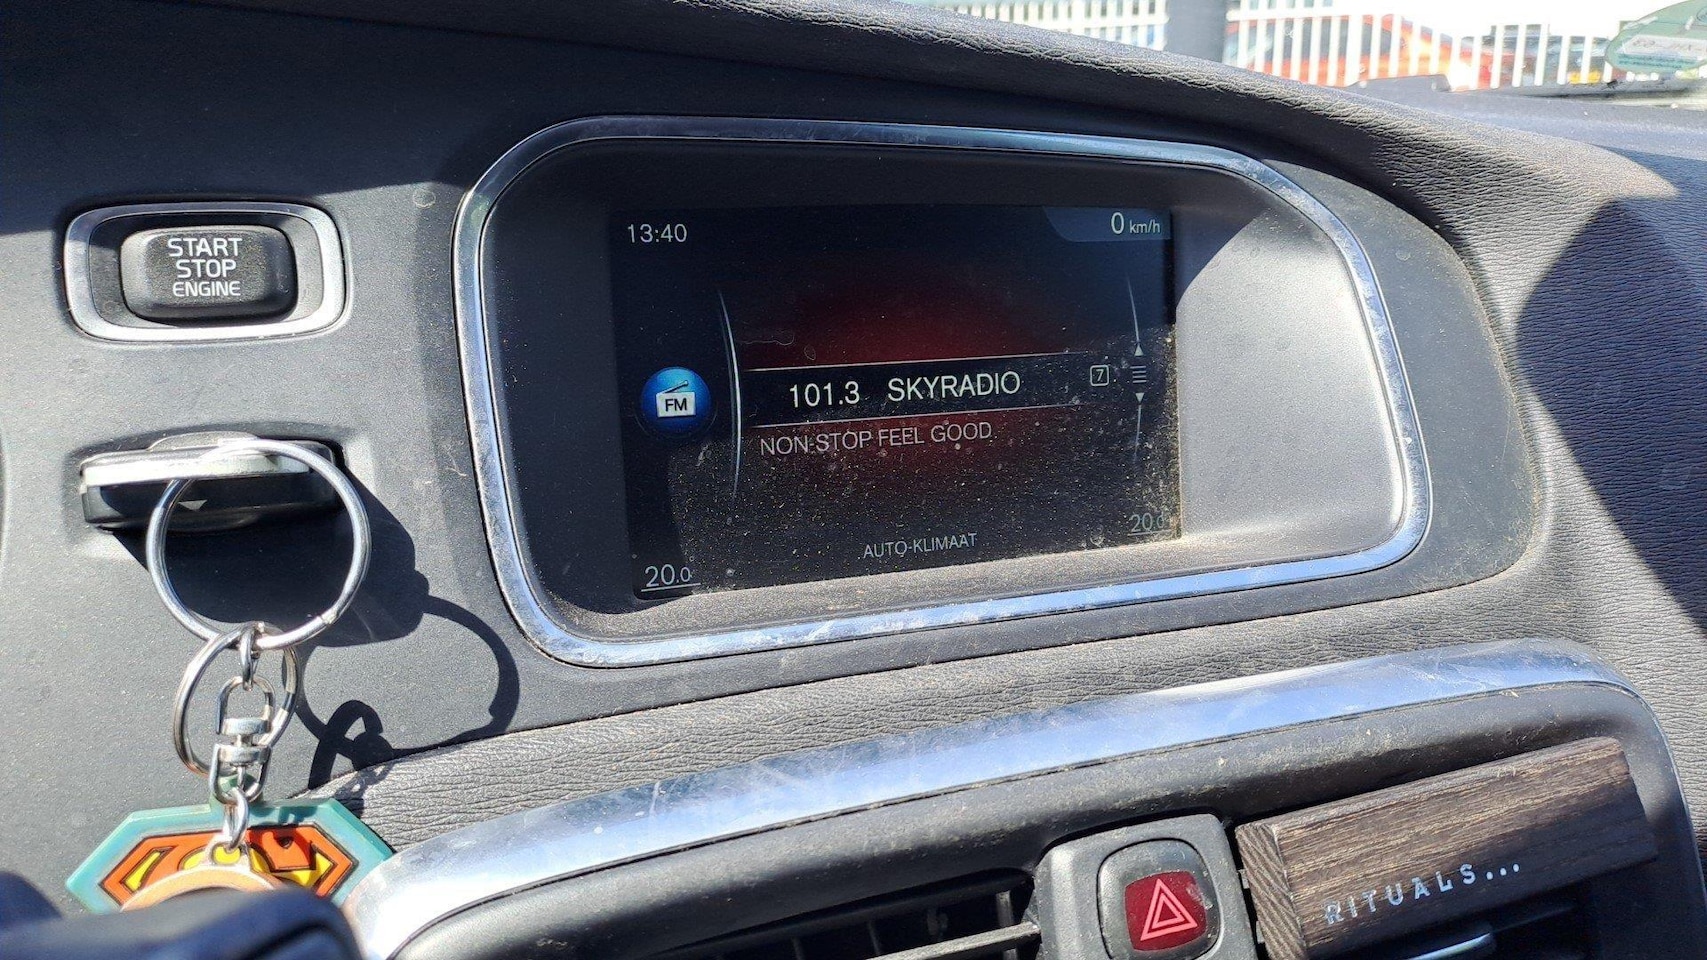 START
STOP
ENGINE
13:40
0 km/h
FM
101.3 SKYRADIO
7
NON-STOP FEEL GOOD
AUTO-KLIMAAT
20.0
20.0
RITUALS...